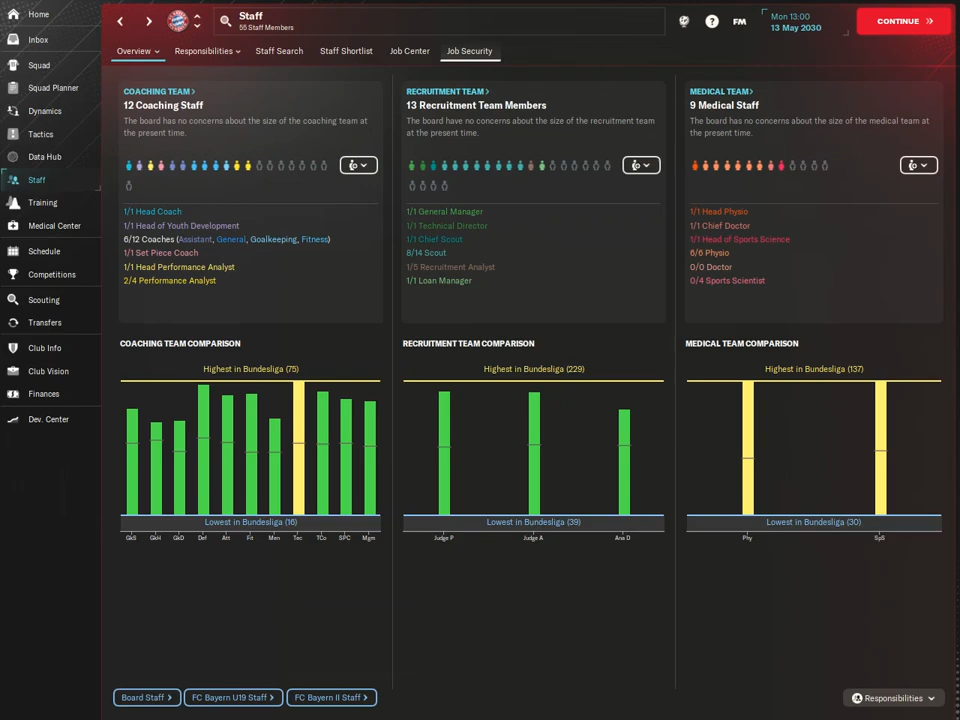 Home
Inbox
Squad
Squad Planner
Dynamics
Tactics
Data Hub
Staff
Training
Medical Center
Schedule
Competitions
Scouting
Transfers
Club Info
Club Vision
Finances
Dev. Center
Staff
55 Staff Members
?
FM
Mon 13:00
13 May 2030
CONTINUE
Overview
Responsibilities
Staff Search
Staff Shortlist
Job Center
Job Security
COACHING TEAM
12 Coaching Staff
The board has no concerns about the size of the coaching team at
the present time.
1/1 Head Coach
1/1 Head of Youth Development
6/12 Coaches (Assistant, General, Goalkeeping, Fitness)
1/1 Set Piece Coach
1/1 Head Performance Analyst
2/4 Performance Analyst
RECRUITMENT TEAM
13 Recruitment Team Members
The board have no concerns about the size of the recruitment team
at the present time.
1/1 General Manager
1/1 Technical Director
1/1 Chief Scout
8/14 Scout
1/5 Recruitment Analyst
1/1 Loan Manager
MEDICAL TEAM
9 Medical Staff
The board has no concerns about the size of the medical team at
the present time.
1/1 Head Physio
1/1 Chief Doctor
1/1 Head of Sports Science
6/6 Physio
0/0 Doctor
0/4 Sports Scientist
COACHING TEAM COMPARISON
Highest in Bundesliga (75)
Lowest in Bundesliga (16)
GkS GkH GkD Def Att Fit Men Tec TCo SPC Mgm
RECRUITMENT TEAM COMPARISON
Highest in Bundesliga (229)
Lowest in Bundesliga (39)
Judge P Judge A Ana D
MEDICAL TEAM COMPARISON
Highest in Bundesliga (137)
Lowest in Bundesliga (30)
Phy SpS
Board Staff
FC Bayern U19 Staff
FC Bayern II Staff
Responsibilities